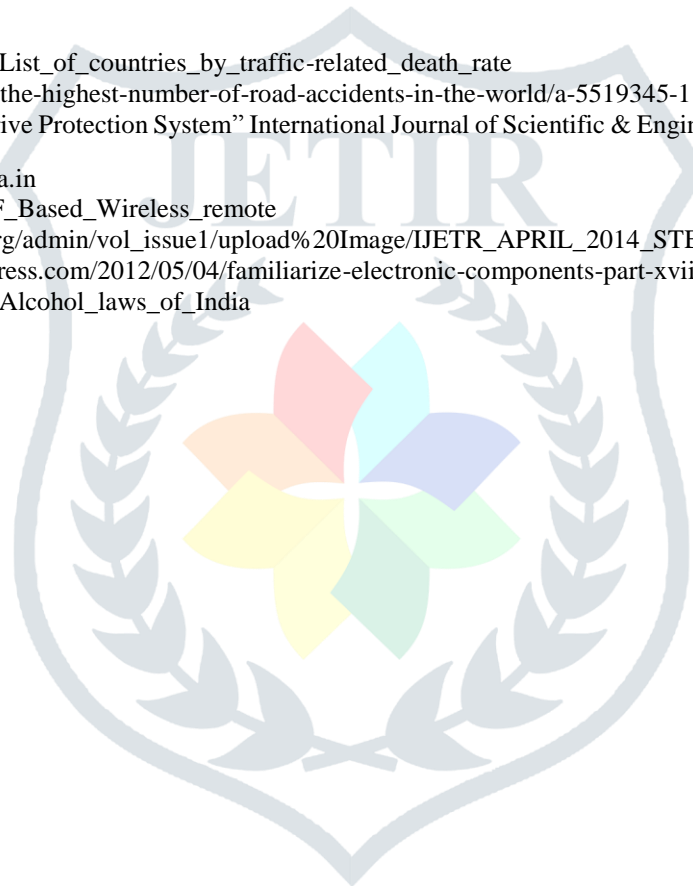 List_of_countries_by_traffic-related_death_rate
the-highest-number-of-road-accidents-in-the-world/a-5519345-1
ive Protection System” International Journal of Scientific & Engin
a.in
F_Based_Wireless_remote
rg/admin/vol_issue1/upload%20Image/IJETR_APRIL_2014_STE
ress.com/2012/05/04/familiarize-electronic-components-part-xvii
Alcohol_laws_of_India
JETIR